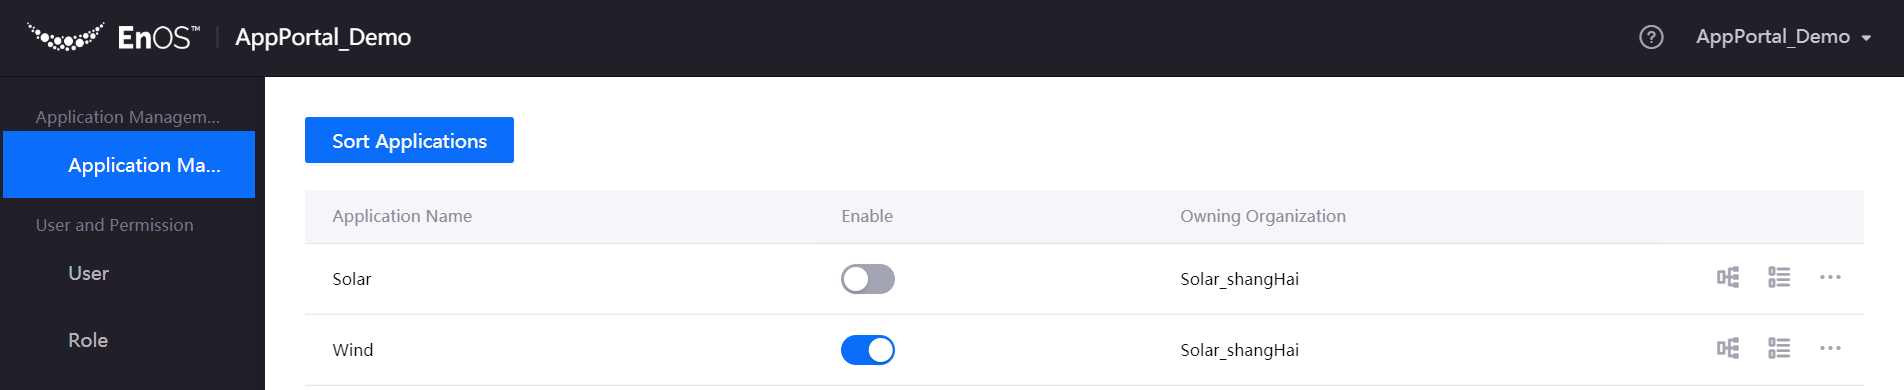 EnOS™ AppPortal_Demo ? AppPortal_Demo
Application Managem...
Application Ma...
User and Permission
User
Role
Sort Applications
Application Name Enable Owning Organization
Solar Solar_shangHai
Wind Solar_shangHai